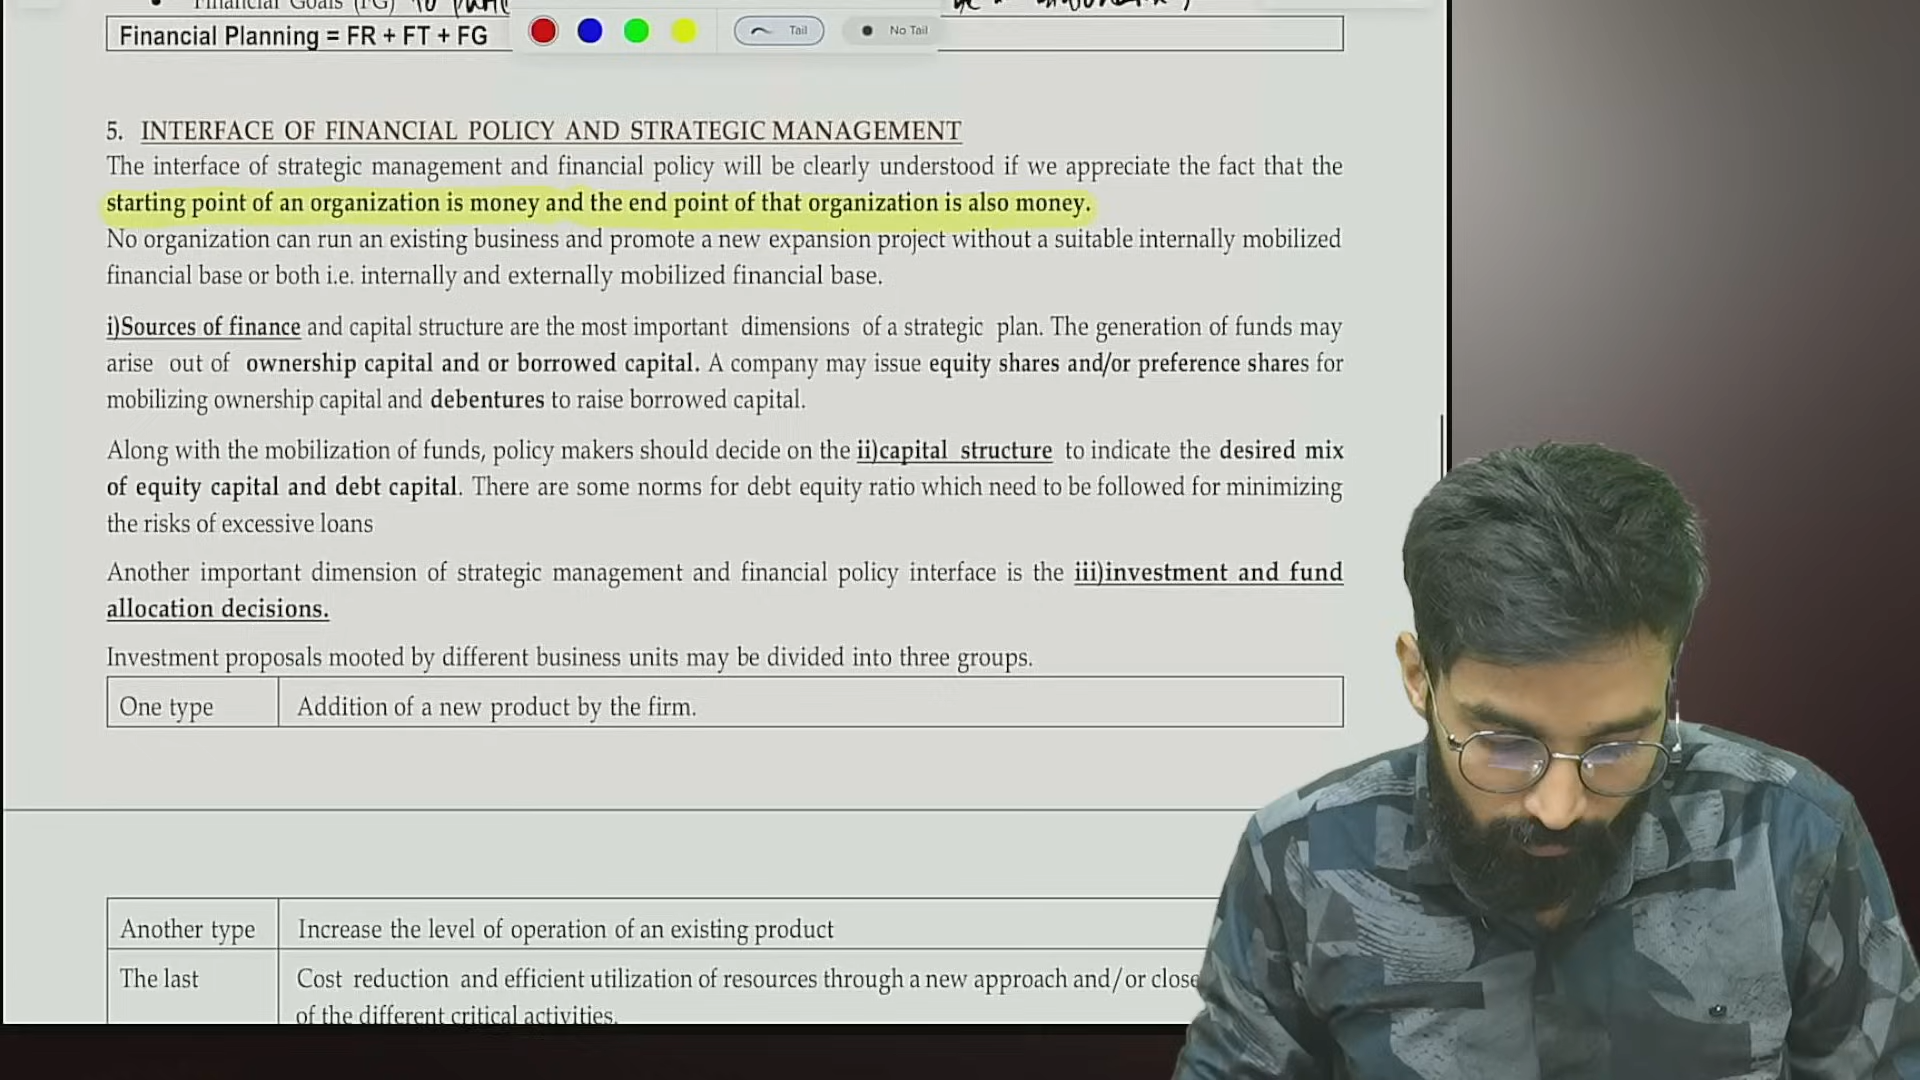 Financial Goals (FG) To
Financial Planning = FR + FT + FG
Tail
No Tail
5. INTERFACE OF FINANCIAL POLICY AND STRATEGIC MANAGEMENT
The interface of strategic management and financial policy will be clearly understood if we appreciate the fact that the
starting point of an organization is money and the end point of that organization is also money.
No organization can run an existing business and promote a new expansion project without a suitable internally mobilized
financial base or both i.e. internally and externally mobilized financial base.
i)Sources of finance and capital structure are the most important dimensions of a strategic plan. The generation of funds may
arise out of ownership capital and or borrowed capital. A company may issue equity shares and/or preference shares for
mobilizing ownership capital and debentures to raise borrowed capital.
Along with the mobilization of funds, policy makers should decide on the ii)capital structure to indicate the desired mix
of equity capital and debt capital. There are some norms for debt equity ratio which need to be followed for minimizing
the risks of excessive loans
Another important dimension of strategic management and financial policy interface is the iii)investment and fund
allocation decisions.
Investment proposals mooted by different business units may be divided into three groups.
One type Addition of a new product by the firm.
Another type Increase the level of operation of an existing product
The last Cost reduction and efficient utilization of resources through a new approach and/or close
of the different critical activities.